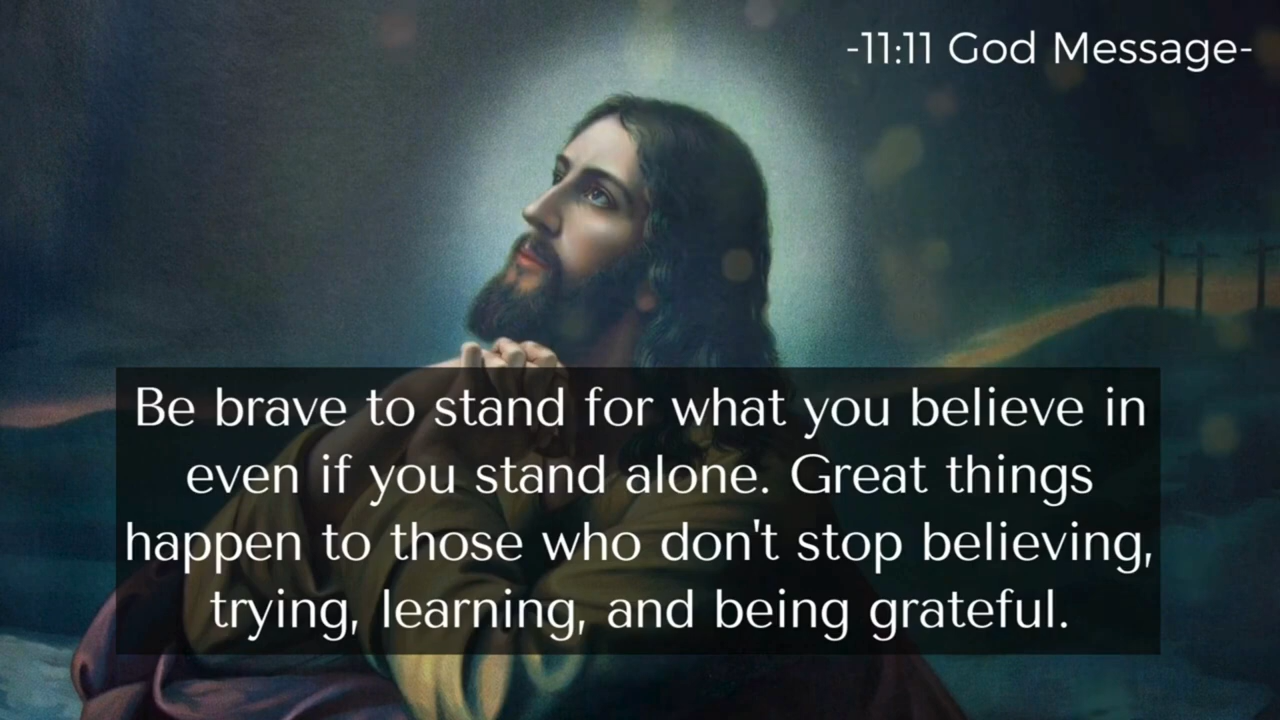 -11:11 God Message-
Be brave to stand for what you believe in
even if you stand alone. Great things
happen to those who don't stop believing,
trying, learning, and being grateful.